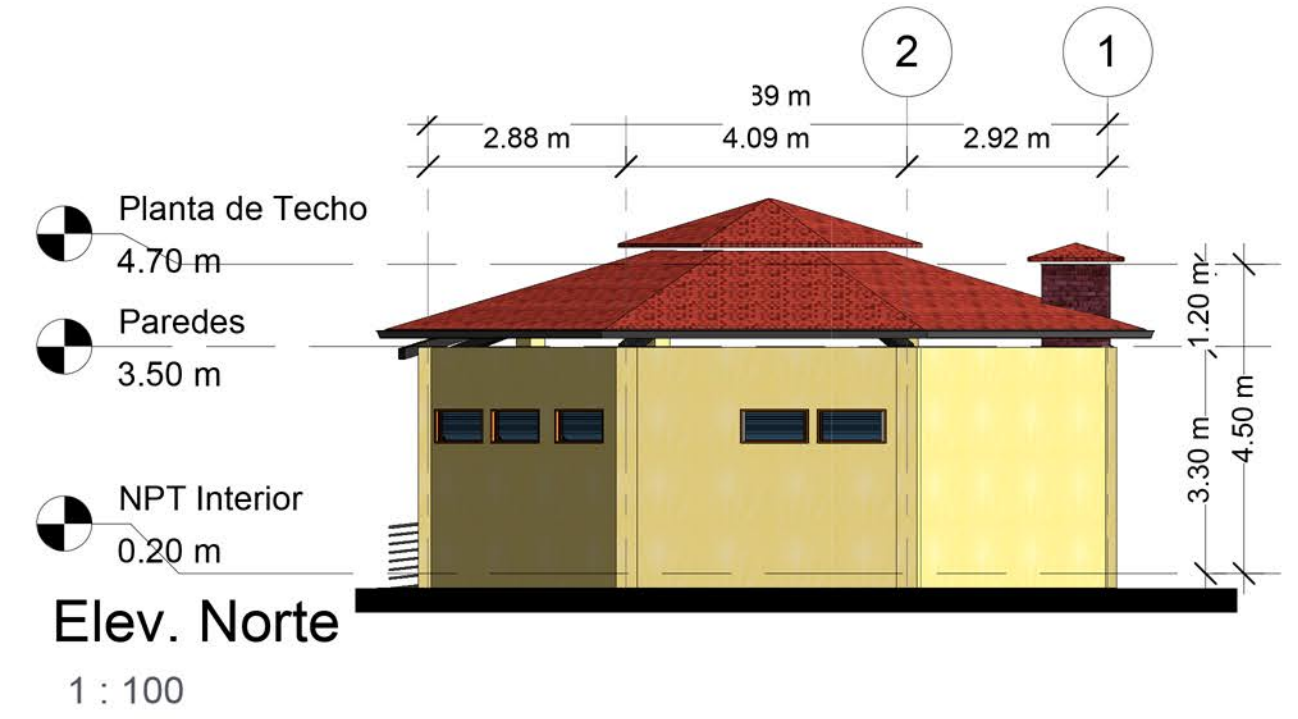 2
1
39 m
2.88 m
4.09 m
2.92 m
Planta de Techo
4.70 m
Paredes
3.50 m
NPT Interior
0.20 m
1.20 m
3.30 m
4.50 m
Elev. Norte
1 : 100